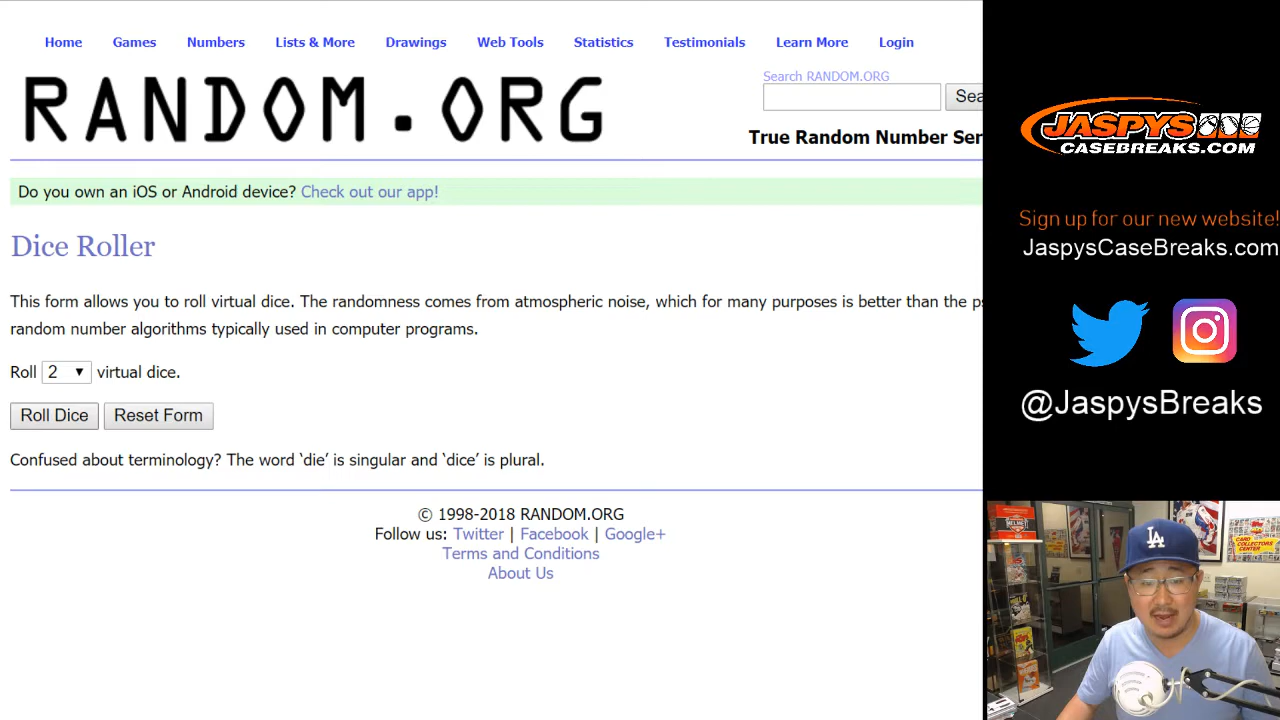 Home Games Numbers Lists & More Drawings Web Tools Statistics Testimonials Learn More Login
RANDOM.ORG
Search RANDOM.ORG
Sea
True Random Number Ser
Do you own an iOS or Android device? Check out our app!
Dice Roller
This form allows you to roll virtual dice. The randomness comes from atmospheric noise, which for many purposes is better than the ps
random number algorithms typically used in computer programs.
Roll 2 virtual dice.
Roll Dice Reset Form
Confused about terminology? The word ‘die’ is singular and ‘dice’ is plural.
© 1998-2018 RANDOM.ORG
Follow us: Twitter | Facebook | Google+
Terms and Conditions
About Us
JASPYS
CASEBREAKS.COM
Sign up for our new website!
JaspysCaseBreaks.com
@JaspysBreaks
LA
CARD
COLLECTORS
CENTER